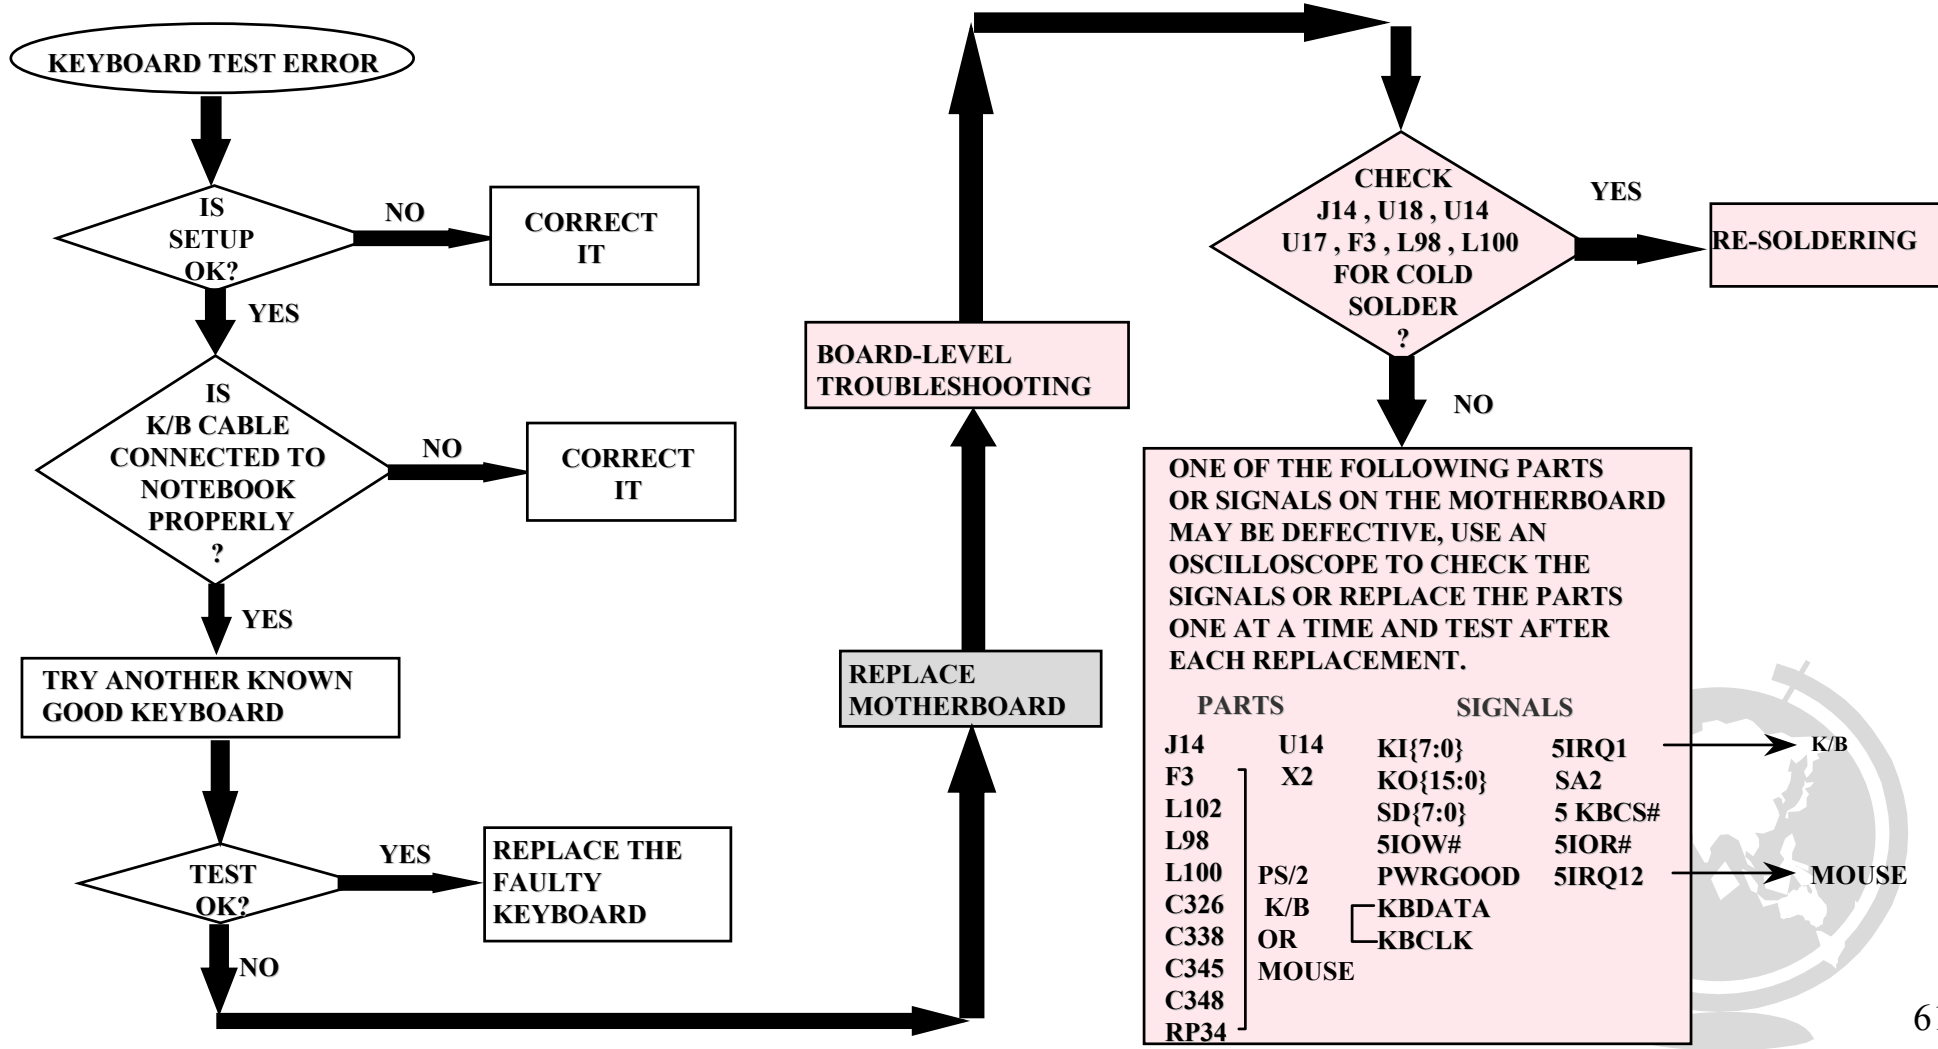 KEYBOARD TEST ERROR
IS
SETUP
OK?
NO
CORRECT
IT
YES
IS
K/B CABLE
CONNECTED TO
NOTEBOOK
PROPERLY
?
NO
CORRECT
IT
YES
TRY ANOTHER KNOWN
GOOD KEYBOARD
TEST
OK?
YES
REPLACE THE
FAULTY
KEYBOARD
NO
REPLACE
MOTHERBOARD
BOARD-LEVEL
TROUBLESHOOTING
CHECK
J14 , U18 , U14
U17 , F3 , L98 , L100
FOR COLD
SOLDER
?
YES
RE-SOLDERING
NO
ONE OF THE FOLLOWING PARTS
OR SIGNALS ON THE MOTHERBOARD
MAY BE DEFECTIVE, USE AN
OSCILLOSCOPE TO CHECK THE
SIGNALS OR REPLACE THE PARTS
ONE AT A TIME AND TEST AFTER
EACH REPLACEMENT.
PARTS
J14
F3
L102
L98
L100
C326
C338
C345
C348
RP34
U14
X2
PS/2
K/B
OR
MOUSE
SIGNALS
KI{7:0}
KO{15:0}
SD{7:0}
5IOW#
PWRGOOD
KBDATA
KBCLK
5IRQ1
SA2
5 KBCS#
5IOR#
5IRQ12
K/B
MOUSE